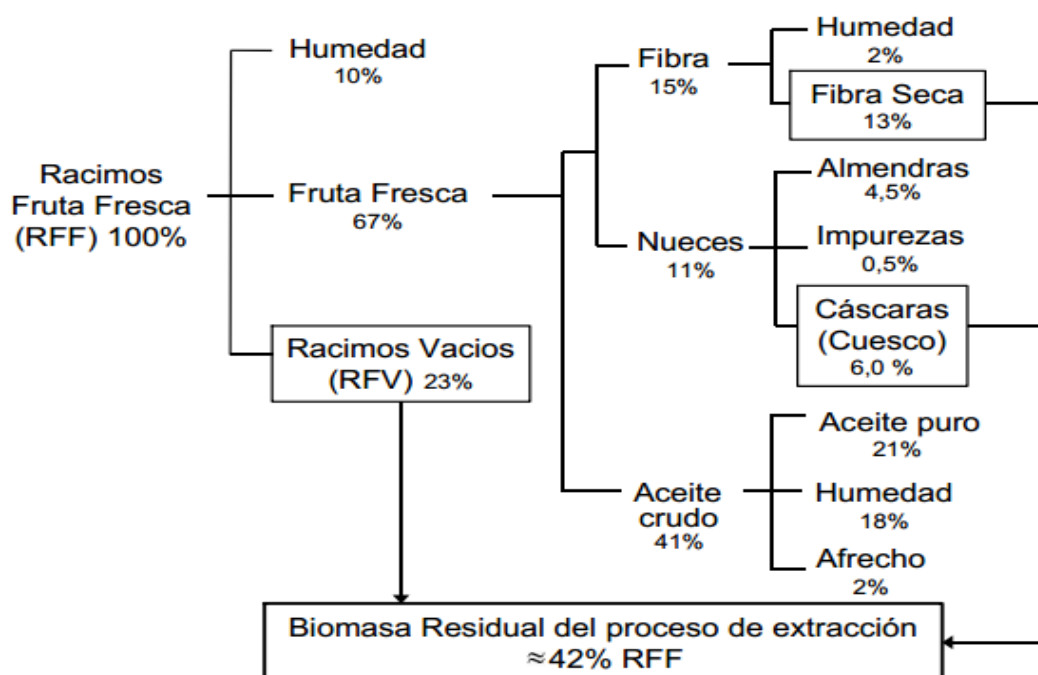 Racimos
Fruta Fresca
(RFF) 100%
Humedad
10%
Fruta Fresca
67%
Racimos Vacios
(RFV) 23%
Fibra
15%
Nueces
11%
Aceite
crudo
41%
Humedad
2%
Fibra Seca
13%
Almendras
4,5%
Impurezas
0,5%
Cáscaras
(Cuesco)
6,0 %
Aceite puro
21%
Humedad
18%
Afrecho
2%
Biomasa Residual del proceso de extracción
≈42% RFF